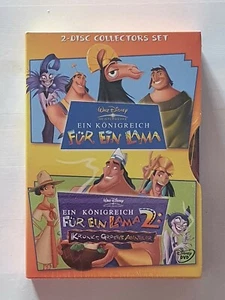 2-DISC COLLECTORS SET
WALT DISNEY
EIN KÖNIGREICH
FÜR EIN LAMA
WALT DISNEY
EIN KÖNIGREICH
FÜR EIN LAMA 2:
KRONKS GROSSES ABENTEUER
Disney
DVD